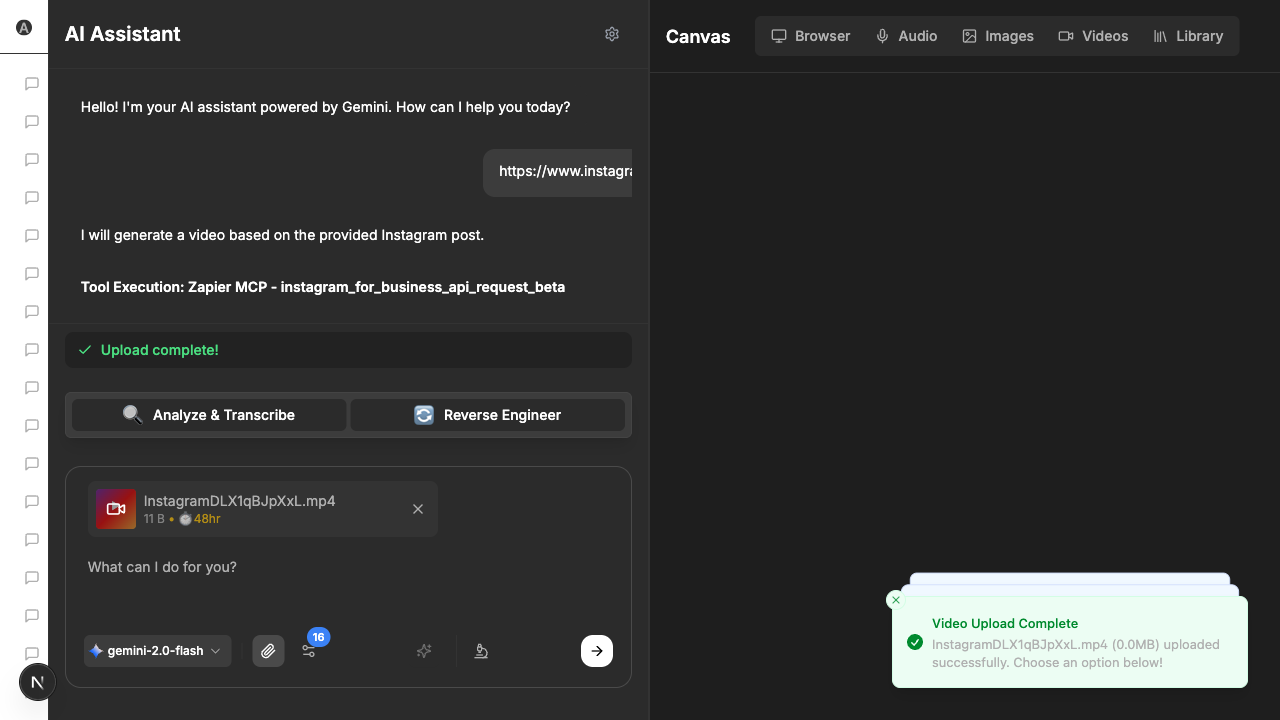 A
AI Assistant
Canvas
Browser
Audio
Images
Videos
Library
Hello! I'm your AI assistant powered by Gemini. How can I help you today?
https://www.instagra
I will generate a video based on the provided Instagram post.
Tool Execution: Zapier MCP - instagram_for_business_api_request_beta
Upload complete!
Analyze & Transcribe
Reverse Engineer
InstagramDLX1qBJpXxL.mp4
11 B • 48hr
What can I do for you?
gemini-2.0-flash
16
N
Video Upload Complete
InstagramDLX1qBJpXxL.mp4 (0.0MB) uploaded
successfully. Choose an option below!